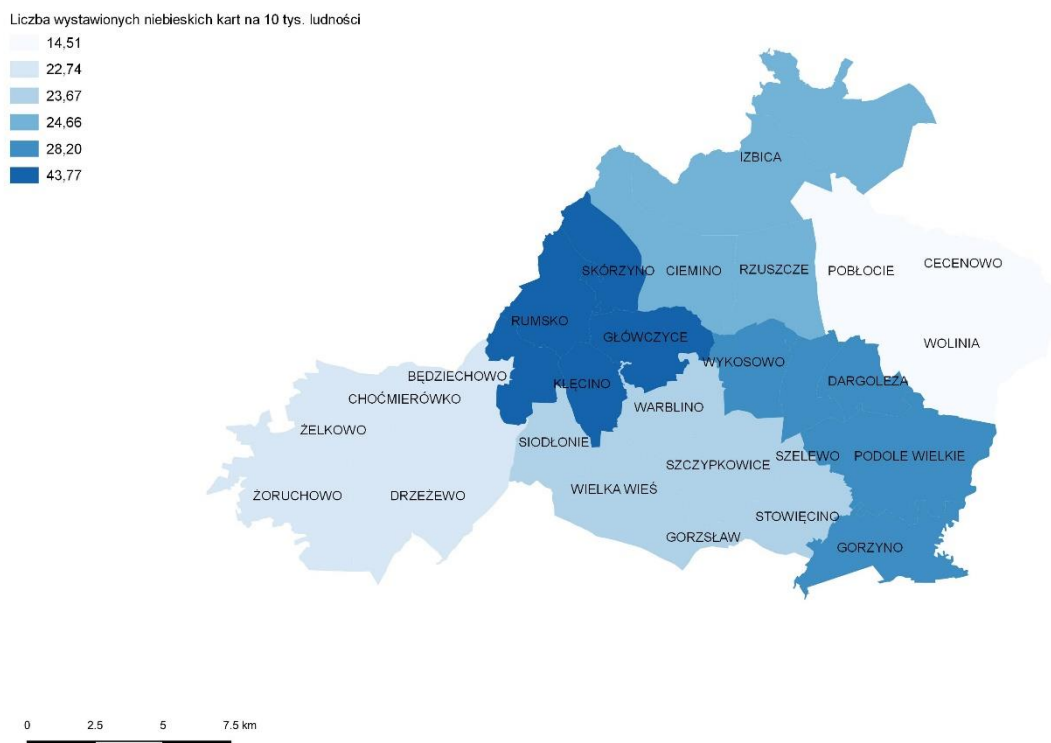 Liczba wystawionych niebieskich kart na 10 tys. ludności
14,51
22,74
23,67
24,66
28,20
43,77
IZBICA
SKÓRZYNO
CIEMINO
RZUSZCZE
POBŁOCIE
CECENOWO
RUMSKO
GŁÓWCZYCE
WOLINIA
WYKOSOWO
BĘDZIECHOWO
KLĘCINO
DARGOLEZA
CHOĆMIERÓWKO
WARBLINO
ŻELKOWO
SIODŁONIE
SZCZYPKOWICE
SZELEWO
PODOLE WIELKIE
ŻORUCHOWO
DRZEŻEWO
WIELKA WIEŚ
STOWIĘCINO
GORZSŁAW
GORZYNO
0 2.5 5 7.5 km